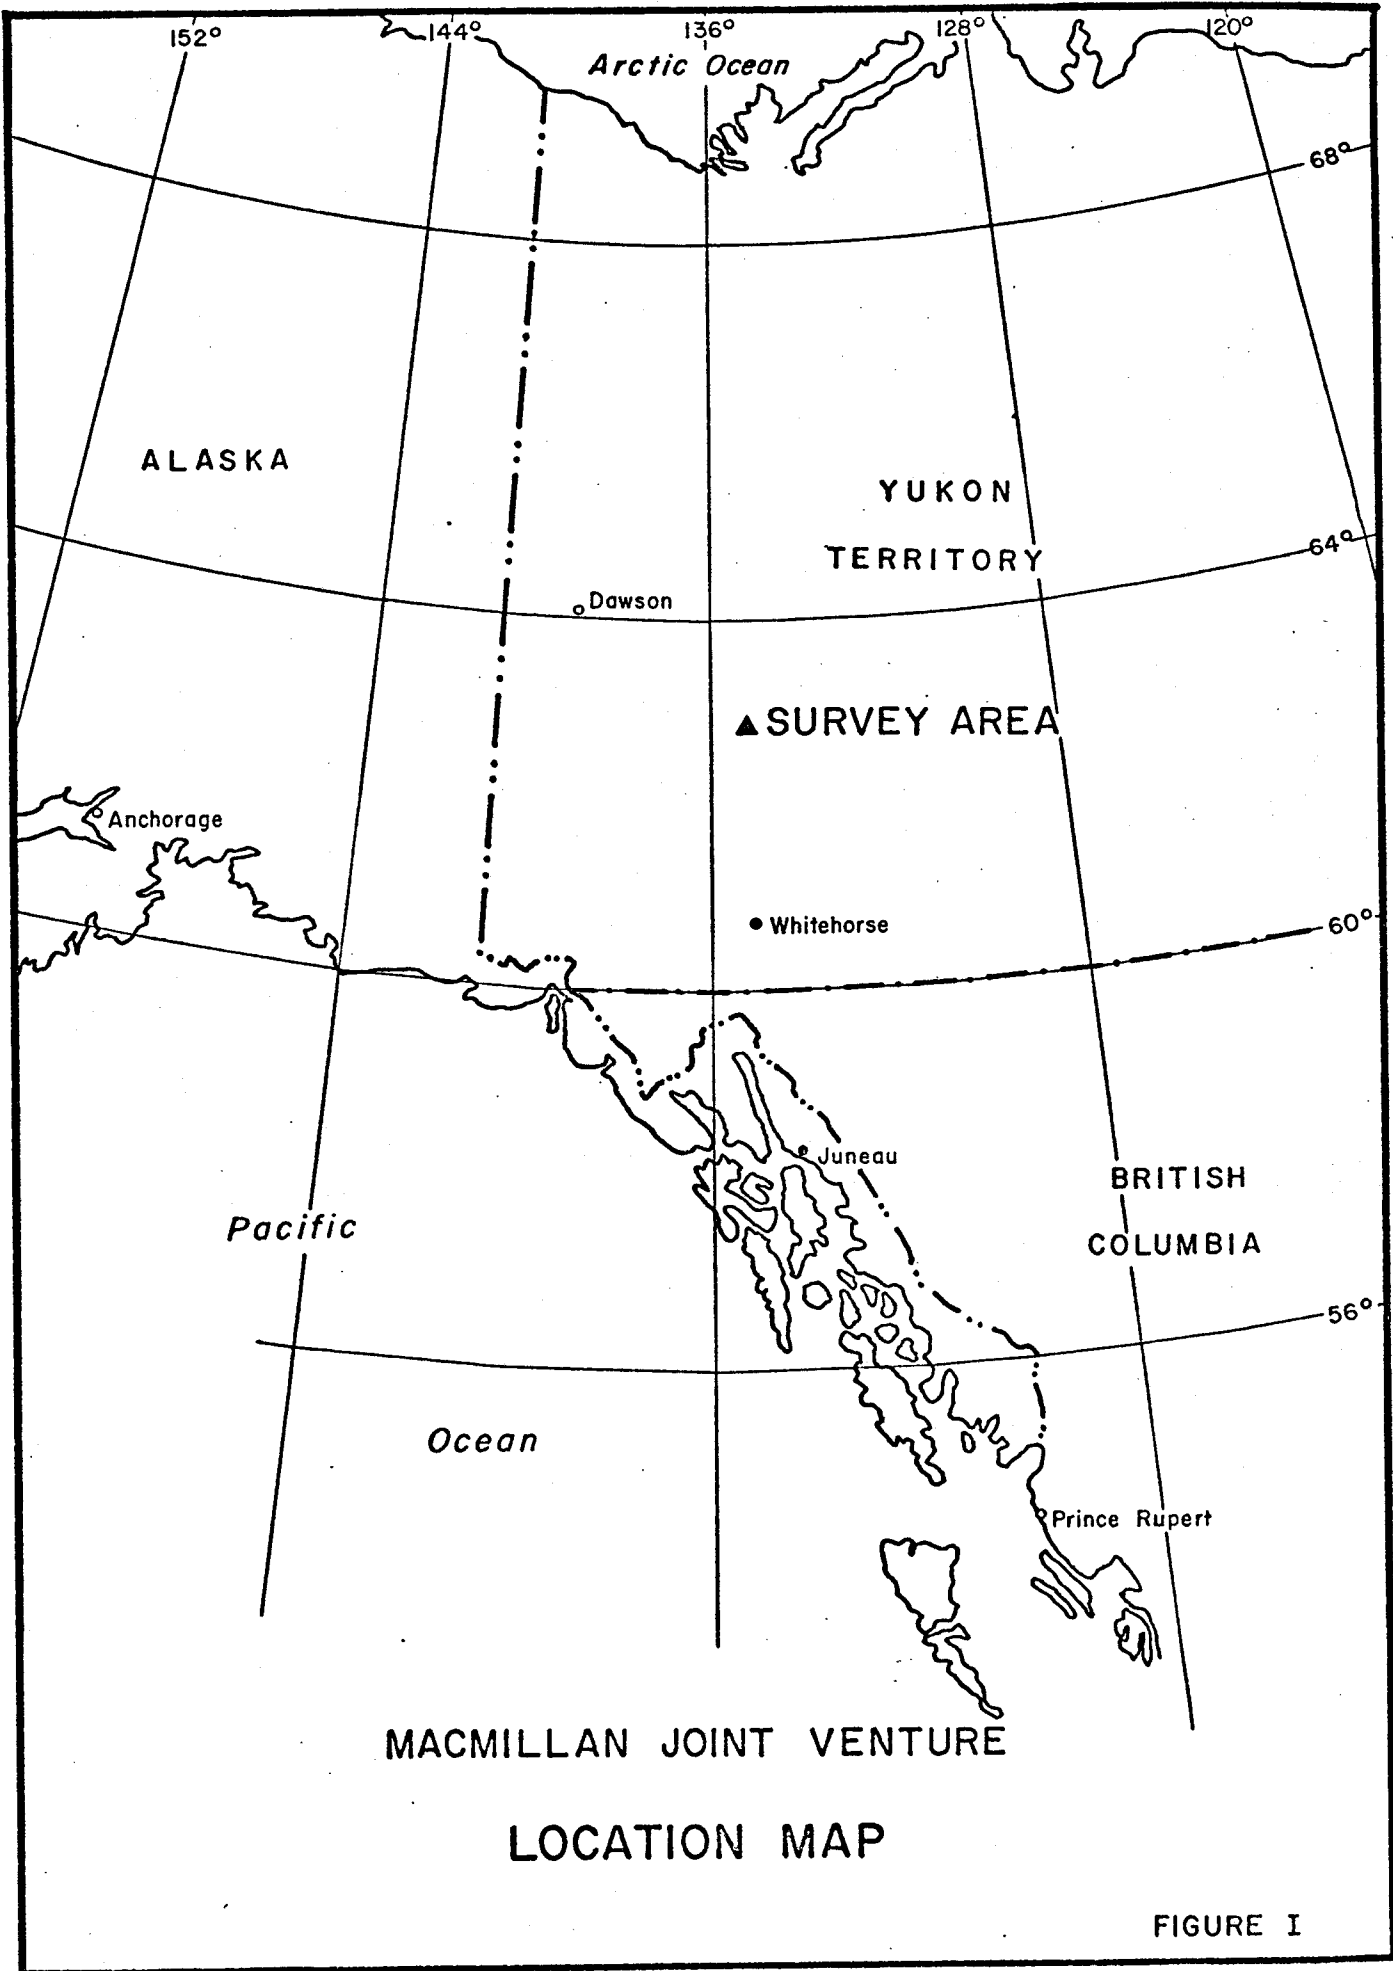 152° 144° 136° 128° 120°
Arctic Ocean
68°
ALASKA
YUKON
TERRITORY
64°
Dawson
SURVEY AREA
Anchorage
Whitehorse
60°
Juneau
BRITISH
COLUMBIA
Pacific
56°
Ocean
Prince Rupert
MACMILLAN JOINT VENTURE
LOCATION MAP
FIGURE I